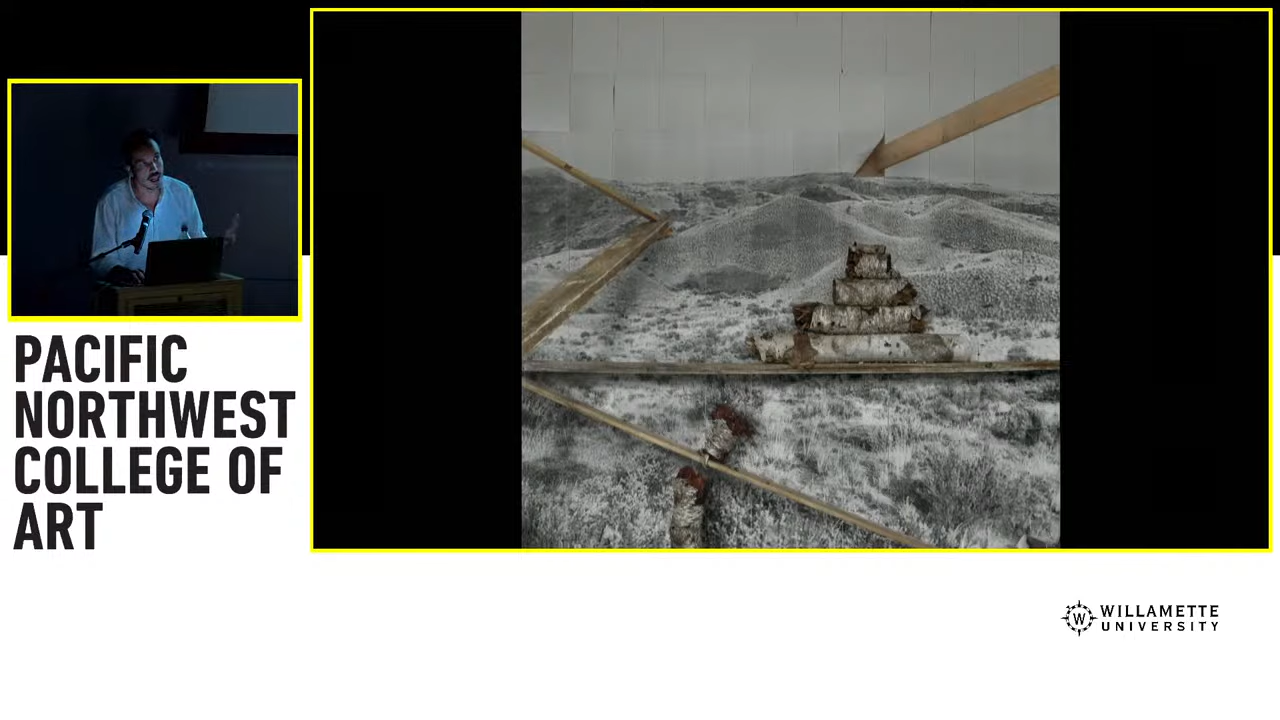 PACIFIC
NORTHWEST
COLLEGE OF
ART
WILLAMETTE
UNIVERSITY